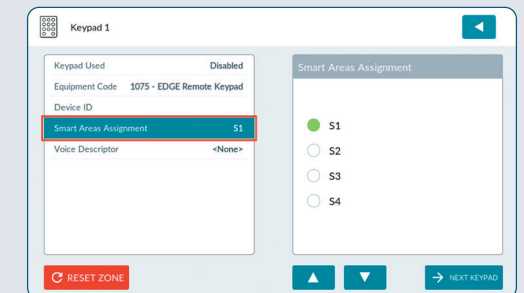 Keypad 1
Keypad Used Disabled
Equipment Code 1075 - EDGE Remote Keypad
Device ID
Smart Areas Assignment S1
Voice Descriptor <None>
Smart Areas Assignment
S1
S2
S3
S4
RESET ZONE
NEXT KEYPAD